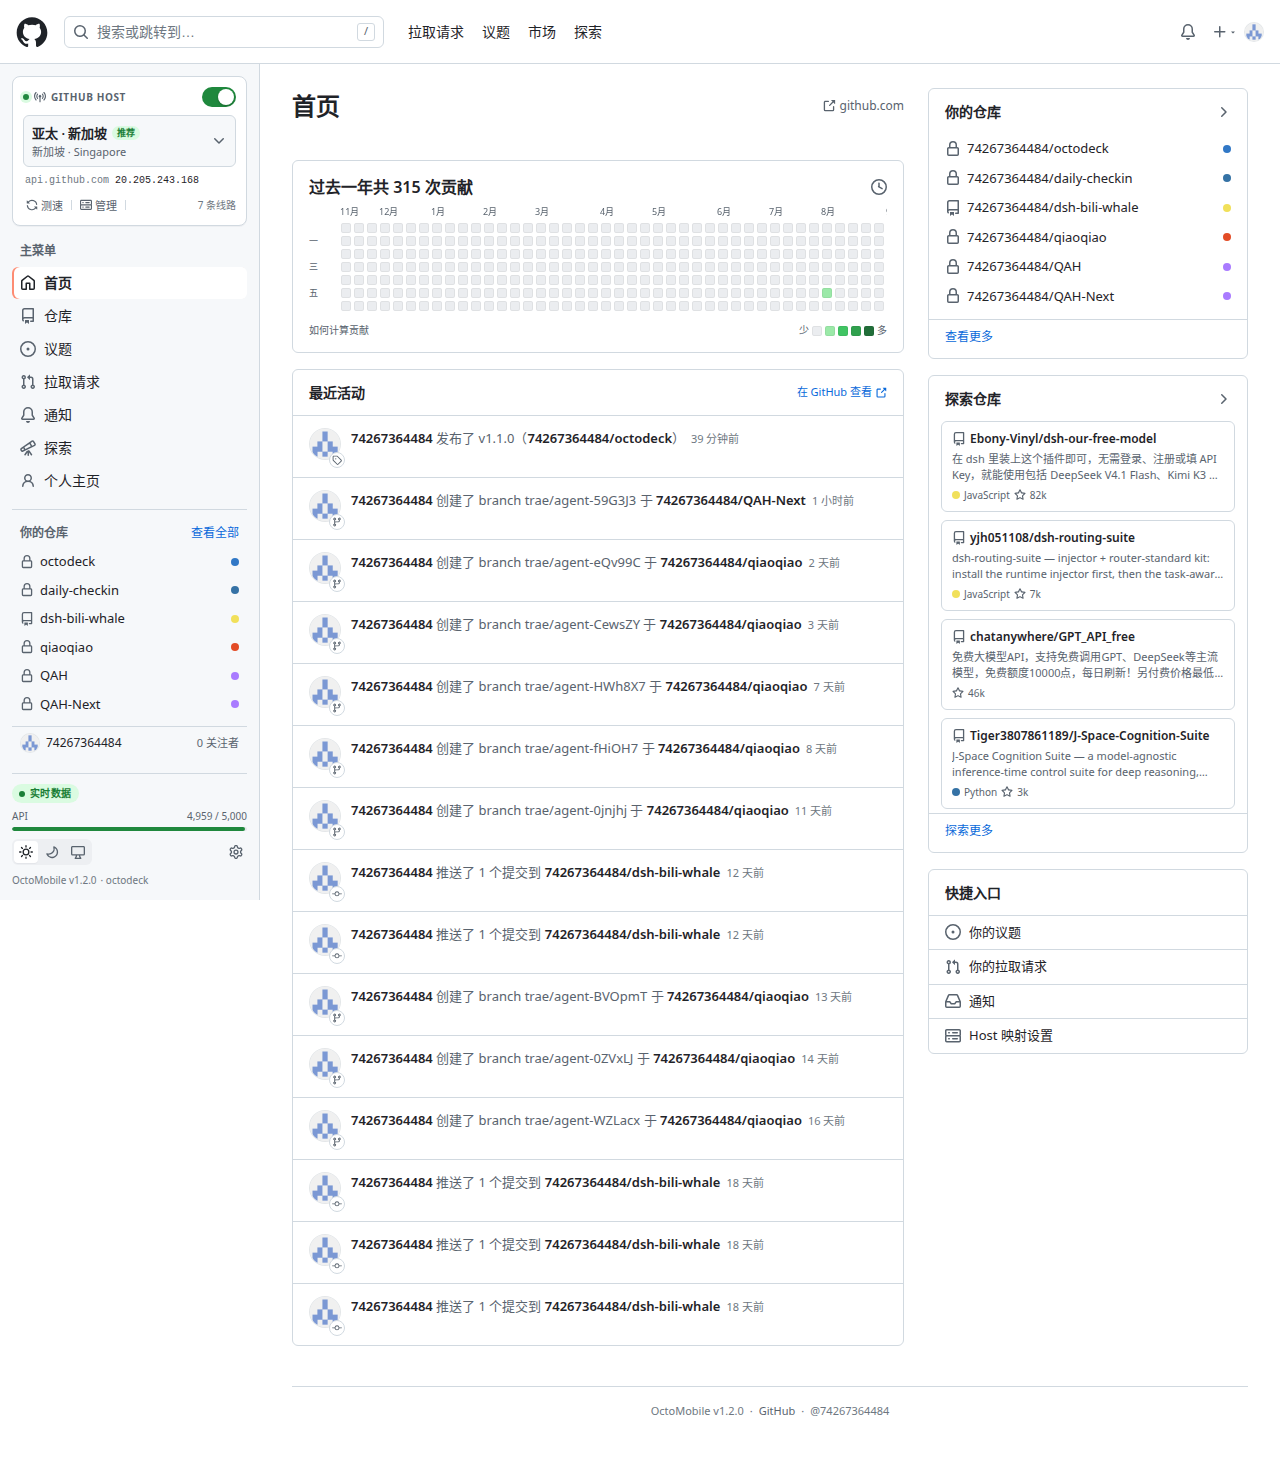 搜索或跳转到…
/
拉取请求 议题 市场 探索
GITHUB HOST
亚太 · 新加坡 推荐
新加坡 · Singapore
api.github.com 20.205.243.168
测速 管理 7 条线路
主菜单
首页
仓库
议题
拉取请求
通知
探索
个人主页
你的仓库 查看全部
octodeck
daily-checkin
dsh-bili-whale
qiaoqiao
QAH
QAH-Next
74267364484 0 关注者
实时数据
API 4,959 / 5,000
OctoMobile v1.2.0 · octodeck
首页
github.com
过去一年共 315 次贡献
11月 12月 1月 2月 3月 4月 5月 6月 7月 8月
一
三
五
如何计算贡献 少 多
最近活动 在 GitHub 查看
74267364484 发布了 v1.1.0（74267364484/octodeck） 39 分钟前
74267364484 创建了 branch trae/agent-59G3J3 于 74267364484/QAH-Next 1 小时前
74267364484 创建了 branch trae/agent-eQv99C 于 74267364484/qiaoqiao 2 天前
74267364484 创建了 branch trae/agent-CewsZY 于 74267364484/qiaoqiao 3 天前
74267364484 创建了 branch trae/agent-HWh8X7 于 74267364484/qiaoqiao 7 天前
74267364484 创建了 branch trae/agent-fHiOH7 于 74267364484/qiaoqiao 8 天前
74267364484 创建了 branch trae/agent-0jnjhj 于 74267364484/qiaoqiao 11 天前
74267364484 推送了 1 个提交到 74267364484/dsh-bili-whale 12 天前
74267364484 推送了 1 个提交到 74267364484/dsh-bili-whale 12 天前
74267364484 创建了 branch trae/agent-BVOpmT 于 74267364484/qiaoqiao 13 天前
74267364484 创建了 branch trae/agent-0ZVxLJ 于 74267364484/qiaoqiao 14 天前
74267364484 创建了 branch trae/agent-WZLacx 于 74267364484/qiaoqiao 16 天前
74267364484 推送了 1 个提交到 74267364484/dsh-bili-whale 18 天前
74267364484 推送了 1 个提交到 74267364484/dsh-bili-whale 18 天前
74267364484 推送了 1 个提交到 74267364484/dsh-bili-whale 18 天前
你的仓库
74267364484/octodeck
74267364484/daily-checkin
74267364484/dsh-bili-whale
74267364484/qiaoqiao
74267364484/QAH
74267364484/QAH-Next
查看更多
探索仓库
Ebony-Vinyl/dsh-our-free-model
在 dsh 里装上这个插件即可，无需登录、注册或填 API
Key，就能使用包括 DeepSeek V4.1 Flash、Kimi K3 ...
JavaScript 82k
yjh051108/dsh-routing-suite
dsh-routing-suite — injector + router-standard kit:
install the runtime injector first, then the task-awar...
JavaScript 7k
chatanywhere/GPT_API_free
免费大模型API，支持免费调用GPT、DeepSeek等主流
模型，免费额度10000点，每日刷新！另付费价格最低...
46k
Tiger3807861189/J-Space-Cognition-Suite
J-Space Cognition Suite — a model-agnostic
inference-time control suite for deep reasoning,...
Python 3k
探索更多
快捷入口
你的议题
你的拉取请求
通知
Host 映射设置
OctoMobile v1.2.0 · GitHub · @74267364484